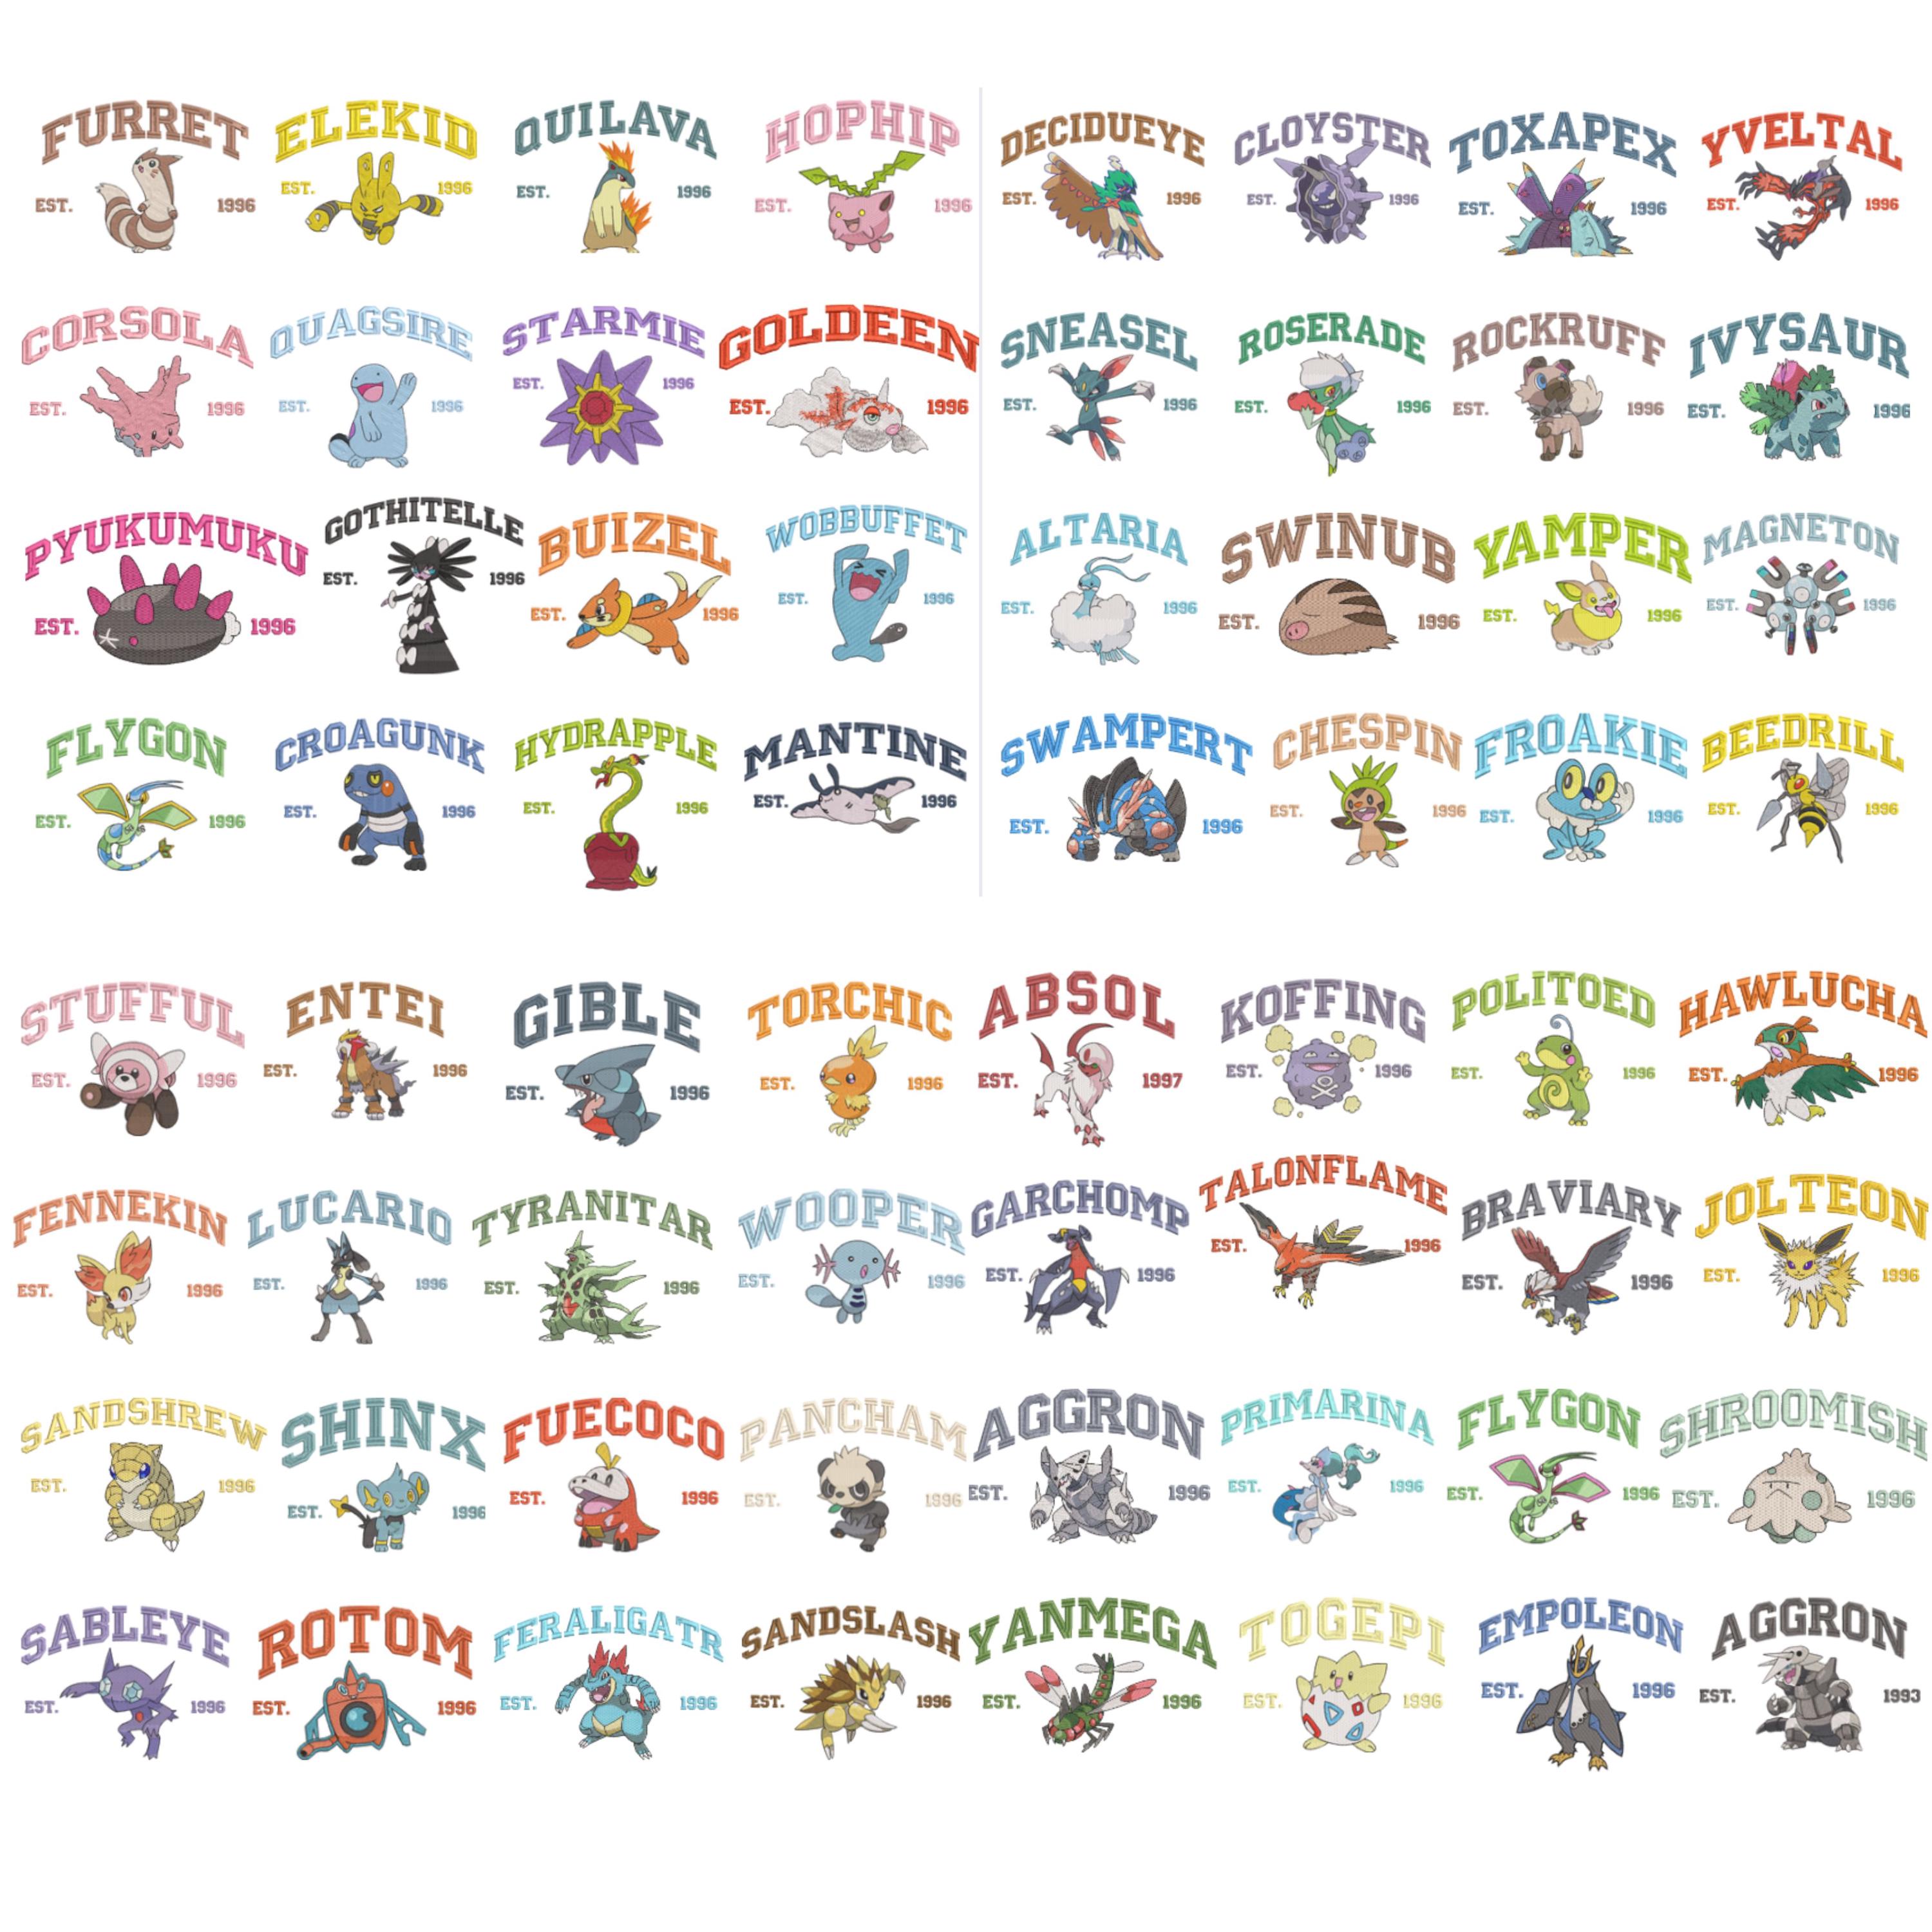 FURRET
EST. 1996
ELEKID
EST. 1996
QUILAVA
EST. 1996
HOPHIP
EST. 1996
DECIDUEYE
EST. 1996
CLOYSTER
EST. 1996
TOXAPEX
EST. 1996
YVELTAL
EST. 1996
CORSOLA
EST. 1996
QUAGSIRE
EST. 1996
STARMIE
EST. 1996
GOLDEEN
EST. 1996
SNEASEL
EST. 1996
ROSERADE
EST. 1996
ROCKRUFF
EST. 1996
IVYSAUR
EST. 1996
PYUKUMUKU
EST. 1996
GOTHITELLE
EST. 1996
BUIZEL
EST. 1996
WOBBUFFET
EST. 1996
ALTARIA
EST. 1996
SWINUB
EST. 1996
YAMPER
EST. 1996
MAGNETON
EST. 1996
FLYGON
EST. 1996
CROAGUNK
EST. 1996
HYDRAPPLE
EST. 1996
MANTINE
EST. 1996
SWAMPERT
EST. 1996
CHESPIN
EST. 1996
FROAKIE
EST. 1996
BEEDRILL
EST. 1996
STUFFUL
EST. 1996
ENTEI
EST. 1996
GIBLE
EST. 1996
TORCHIC
EST. 1996
ABSOL
EST. 1997
KOFFING
EST. 1996
POLITOED
EST. 1996
HAWLUCHA
EST. 1996
FENNEKIN
EST. 1996
LUCARIO
EST. 1996
TYRANITAR
EST. 1996
WOOPER
EST. 1996
GARCHOMP
EST. 1996
TALONFLAME
EST. 1996
BRAVIARY
EST. 1996
JOLTEON
EST. 1996
SANDSHREW
EST. 1996
SHINX
EST. 1996
FUECOCO
EST. 1996
PANCHAM
EST. 1996
AGGRON
EST. 1996
PRIMARINA
EST. 1996
FLYGON
EST. 1996
SHROOMISH
EST. 1996
SABLEYE
EST. 1996
ROTOM
EST. 1996
FERALIGATR
EST. 1996
SANDSLASH
EST. 1996
YANMEGA
EST. 1996
TOGEPI
EST. 1996
EMPOLEON
EST. 1996
AGGRON
EST. 1993